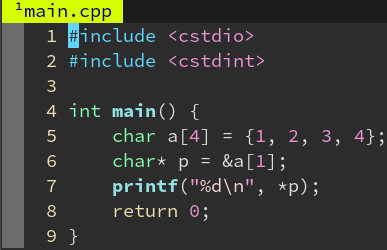 ¹main.cpp
1 #include <cstdio>
2 #include <cstdint>
3
4 int main() {
5     char a[4] = {1, 2, 3, 4};
6     char* p = &a[1];
7     printf("%d\n", *p);
8     return 0;
9 }